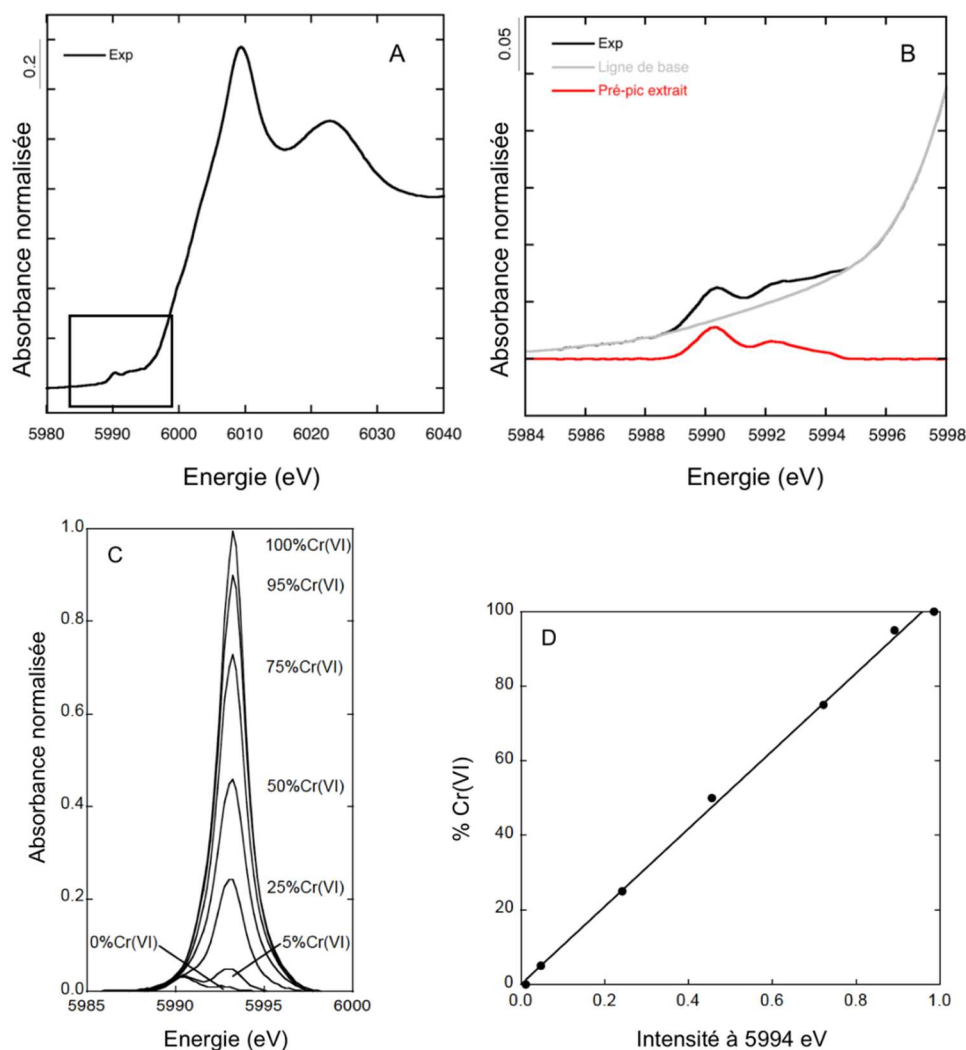 A
Exp
0.2
Absorbance normalisée
5980
5990
6000
6010
6020
6030
6040
Energie (eV)
B
Exp
Ligne de base
Pré-pic extrait
0.05
Absorbance normalisée
5984
5986
5988
5990
5992
5994
5996
5998
Energie (eV)
C
1.0
0.8
0.6
0.4
0.2
0.0
100%Cr(VI)
95%Cr(VI)
75%Cr(VI)
50%Cr(VI)
25%Cr(VI)
0%Cr(VI)
5%Cr(VI)
Absorbance normalisée
5985
5990
5995
6000
Energie (eV)
D
100
80
60
40
20
0
% Cr(VI)
0.0
0.2
0.4
0.6
0.8
1.0
Intensité à 5994 eV